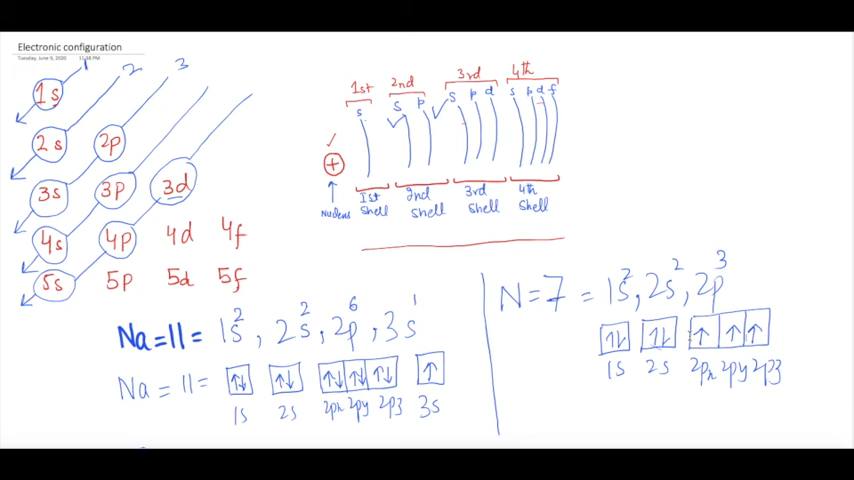 Electronic configuration
Tuesday, June 9, 2020 11:38 PM
1 2 3
1s
2s 2p
3s 3p 3d
4s 4p 4d 4f
5s 5p 5d 5f
1st 2nd 3rd 4th
s s p s p d s p d f
+
Nucleus
1st shell 2nd shell 3rd shell 4th shell
Na=11= 1s², 2s², 2p⁶, 3s¹
Na = 11 = ↑↓ ↑↓ ↑↓ ↑↓ ↑↓ ↑
1s 2s 2px 2py 2pz 3s
N=7 = 1s², 2s², 2p³
↑↓ ↑↓ ↑ ↑ ↑
1s 2s 2px 2py 2pz